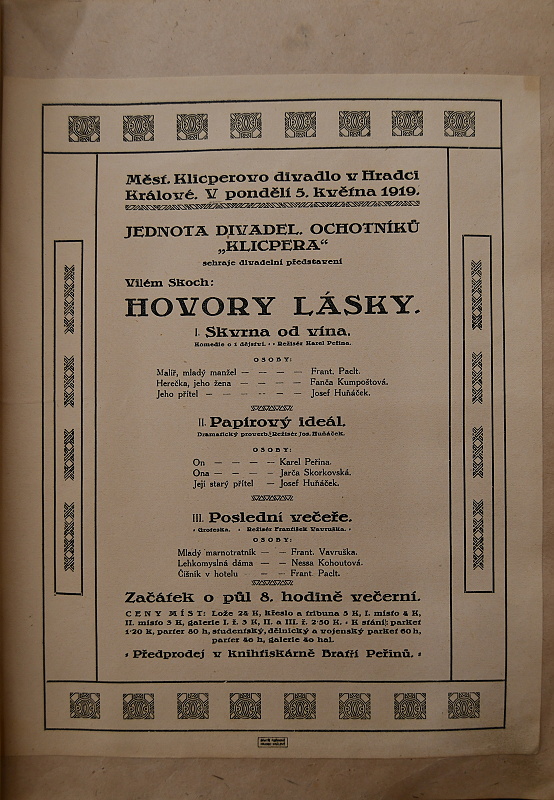 Měst. Klicperovo divadlo v Hradci
Králové. V pondělí 5. května 1919.
JEDNOTA DIVADEL. OCHOTNÍKŮ
„KLICPERA“
sehraje divadelní představení
Vilém Skoch:
HOVORY LÁSKY.
I. Skvrna od vína.
Komedie o 1 dějství. • • Režisér Karel Peřina.
OSOBY:
Malíř, mladý manžel — — — — Frant. Paclt.
Herečka, jeho žena — — — — Fanča Kumpoštová.
Jeho přítel — — — — — Josef Huňáček.
II. Papírový ideál.
Dramatický proverb. Režisér Jos. Huňáček.
OSOBY:
On — — — — Karel Peřina.
Ona — — — — Jarča Skorkovská.
Její starý přítel — Josef Huňáček.
III. Poslední večeře.
• Groteska. • Režisér František Vavruška. •
OSOBY:
Mladý marnotratník — — Frant. Vavruška.
Lehkomyslná dáma — — Nessa Kohoutová.
Číšník v hotelu — — Frant. Paclt.
Začátek o půl 8. hodině večerní.
CENY MÍST: Lože 24 K, křeslo a tribuna 5 K, I. místo 4 K,
II. místo 3 K, galerie I. ř. 3 K, II. a III. ř. 2·50 K. • K stání: parket
1·20 K, parter 80 h, studentský, dělnický a vojenský parket 60 h,
parter 40 h, galerie 40 hal.
• Předprodej v knihtiskárně Bratří Peřinů. •